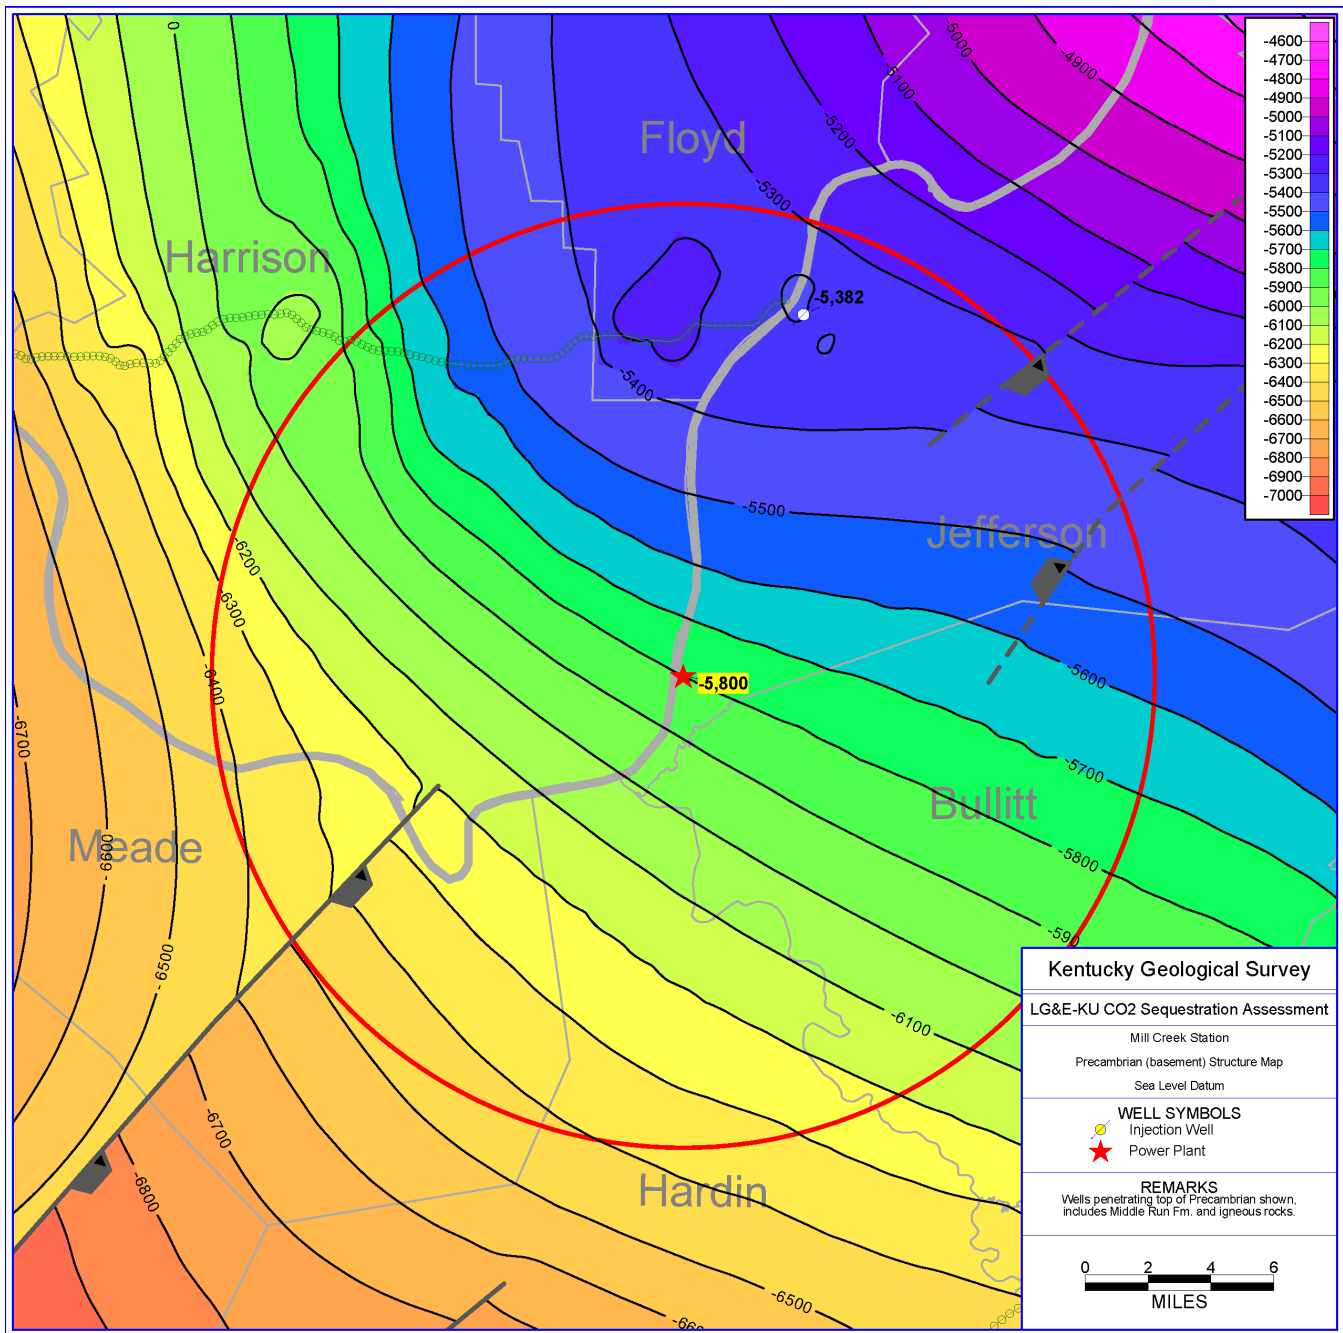 0
-5000
-4900
-5100
-5200
-5300
Floyd
Harrison
-5,382
-5400
-5500
Jefferson
-6200
-6300
-6400
-5600
-5,800
-5700
-6700
Bullitt
Meade
-6600
-5800
-590
-6500
-6100
-6700
-6800
Hardin
-6500
-4600
-4700
-4800
-4900
-5000
-5100
-5200
-5300
-5400
-5500
-5600
-5700
-5800
-5900
-6000
-6100
-6200
-6300
-6400
-6500
-6600
-6700
-6800
-6900
-7000
Kentucky Geological Survey
LG&E-KU CO2 Sequestration Assessment
Mill Creek Station
Precambrian (basement) Structure Map
Sea Level Datum
WELL SYMBOLS
Injection Well
Power Plant
REMARKS
Wells penetrating top of Precambrian shown,
includes Middle Run Fm. and igneous rocks.
0 2 4 6
MILES